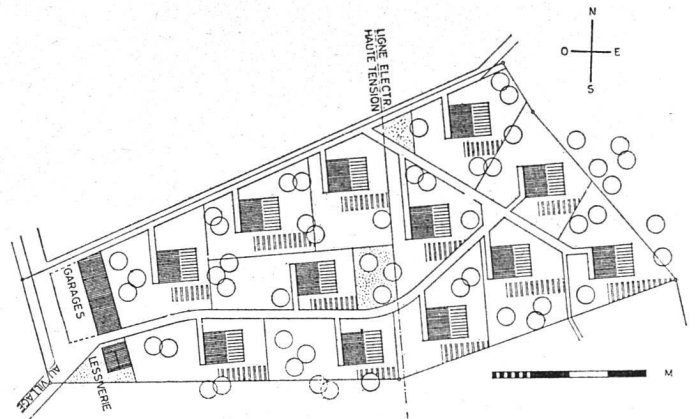 N
O E
S
LIGNE ELECTR.
HAUTE TENSION
GARAGES
LESSIVERIE
AU VILLAGE
M